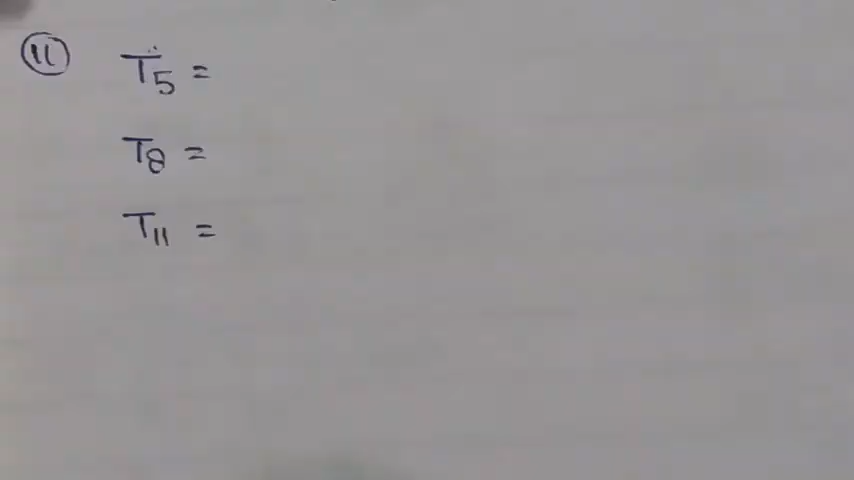 11 T5 =
T8 =
T11 =